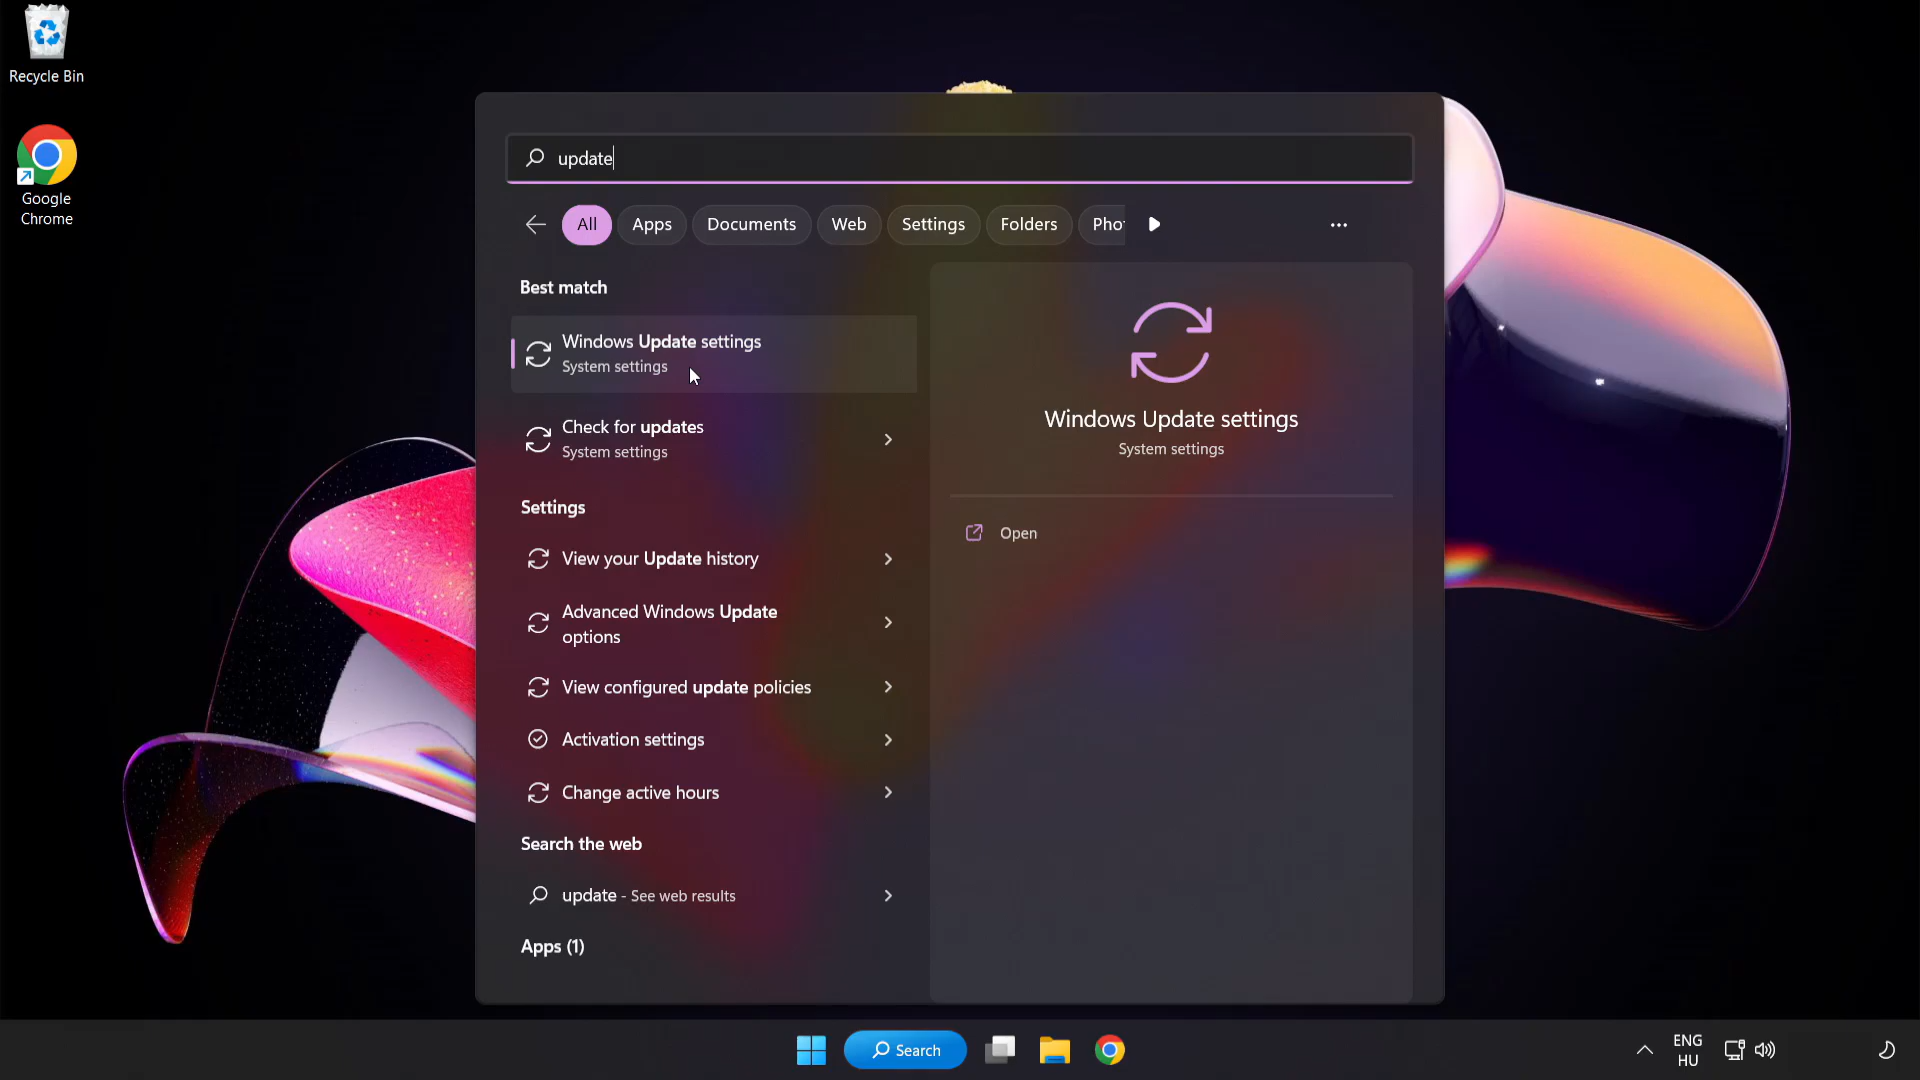 Recycle Bin
Google
Chrome
update
All
Apps
Documents
Web
Settings
Folders
Pho
Best match
Windows Update settings
System settings
Check for updates
System settings
Settings
View your Update history
Advanced Windows Update
options
View configured update policies
Activation settings
Change active hours
Search the web
update - See web results
Apps (1)
Windows Update settings
System settings
Open
Search
ENG
HU